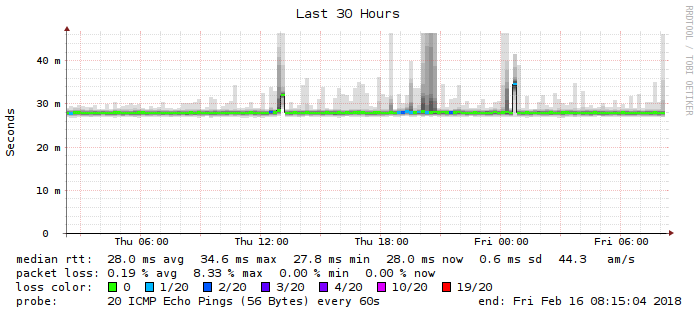 Last 30 Hours
RRDTOOL / TOBI OETIKER
Seconds
40 m
30 m
20 m
10 m
0
Thu 06:00 Thu 12:00 Thu 18:00 Fri 00:00 Fri 06:00
median rtt: 28.0 ms avg 34.6 ms max 27.8 ms min 28.0 ms now 0.6 ms sd 44.3 am/s
packet loss: 0.19 % avg 8.33 % max 0.00 % min 0.00 % now
loss color: 0 1/20 2/20 3/20 4/20 10/20 19/20
probe: 20 ICMP Echo Pings (56 Bytes) every 60s end: Fri Feb 16 08:15:04 2018